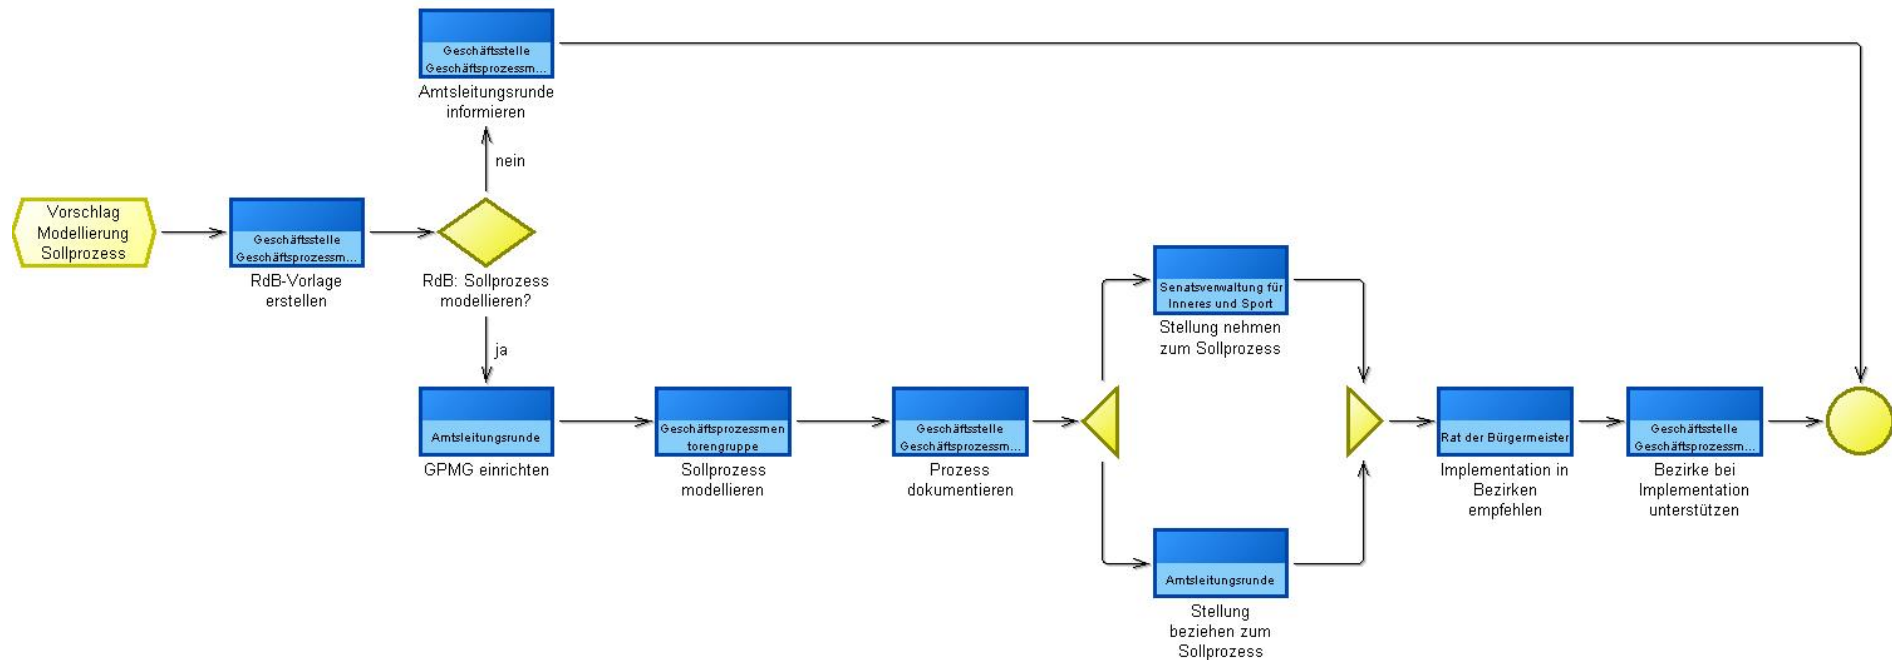 Geschäftsstelle
Geschäftsprozessm...
Amtsleitungsrunde
informieren
nein
Vorschlag
Modellierung
Sollprozess
Geschäftsstelle
Geschäftsprozessm...
RdB-Vorlage
erstellen
RdB: Sollprozess
modellieren?
ja
Senatsverwaltung für
Inneres und Sport
Stellung nehmen
zum Sollprozess
Amtsleitungsrunde
GPMG einrichten
Geschäftsprozessmen
torengruppe
Sollprozess
modellieren
Geschäftsstelle
Geschäftsprozessm...
Prozess
dokumentieren
Rat der Bürgermeister
Implementation in
Bezirken
empfehlen
Geschäftsstelle
Geschäftsprozessm...
Bezirke bei
Implementation
unterstützen
Amtsleitungsrunde
Stellung
beziehen zum
Sollprozess